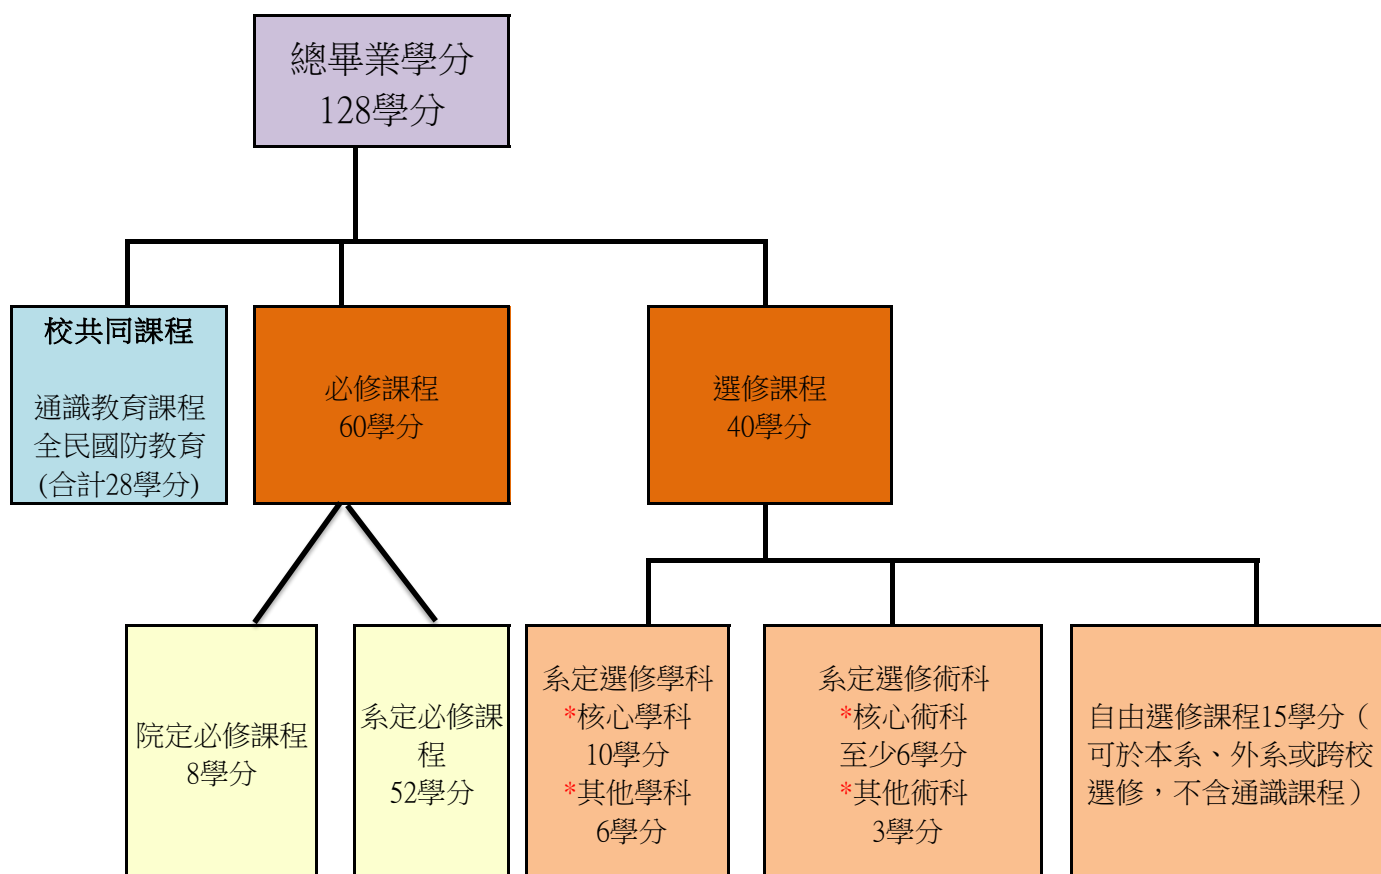 總畢業學分
128學分
校共同課程
通識教育課程
全民國防教育
(合計28學分)
必修課程
60學分
選修課程
40學分
院定必修課程
8學分
系定必修課
程
52學分
系定選修學科
*核心學科
10學分
*其他學科
6學分
系定選修術科
*核心術科
至少6學分
*其他術科
3學分
自由選修課程15學分（
可於本系、外系或跨校
選修，不含通識課程）